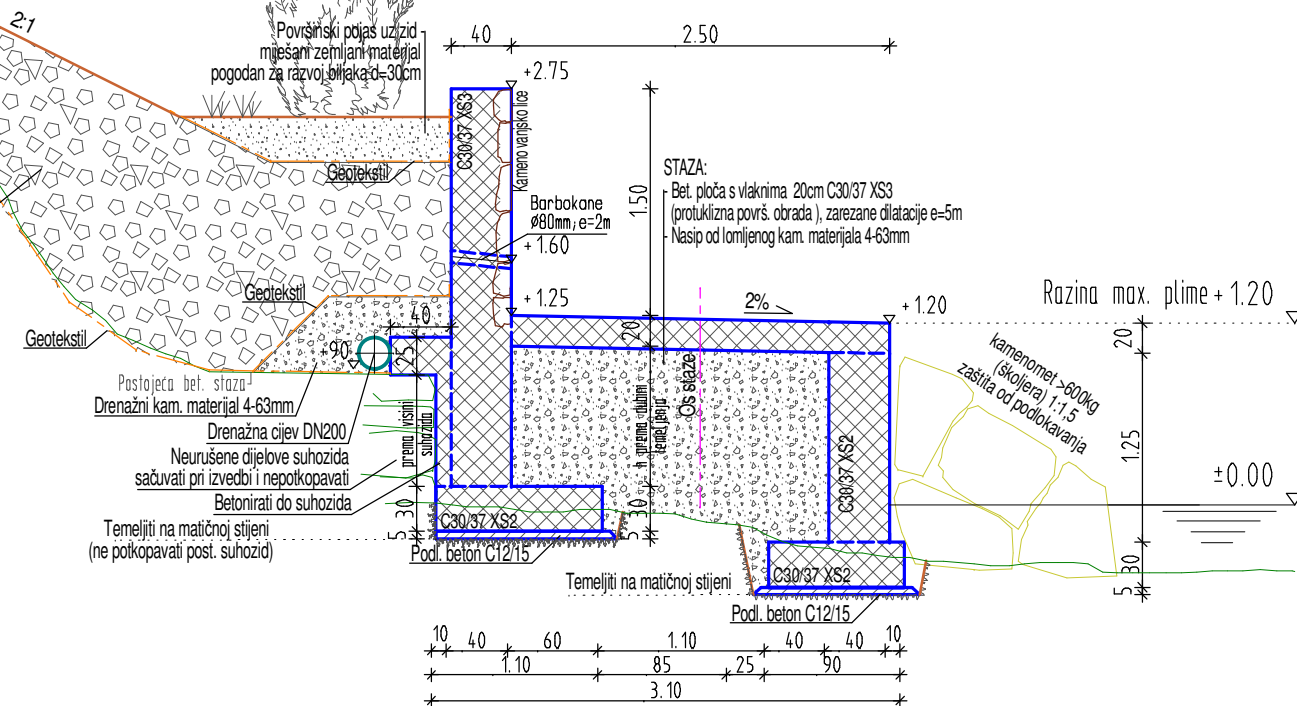 2:1
Površinski pojas uz zid
miješani zemljani materijal
pogodan za razvoj biljaka d=30cm
40
2.50
+2.75
C30/37 XS3
Kameno vanjsko lice
Geotekstil
Barbokane
Ø80mm, e=2m
+1.60
1.50
STAZA:
- Bet. ploča s vlaknima 20cm C30/37 XS3
(protuklizna površ. obrada ), zarezane dilatacije e=5m
- Nasip od lomljenog kam. materijala 4-63mm
Geotekstil
+1.25
2%
+1.20
Razina max. plime +1.20
40
20
20
Geotekstil
+90
25
Os staze
kamenomet >600kg
(školjera) 1:1,5
zaštita od podlokavanja
Postojeća bet. staza
Drenažni kam. materijal 4-63mm
Drenažna cijev DN200
prema visini
suhozida
h prema dubini
temeljenja
1.25
Neurušene dijelove suhozida
sačuvati pri izvedbi i nepotkopavati
Betonirati do suhozida
C30/37 XS2
±0.00
Temeljiti na matičnoj stijeni
(ne potkopavati post. suhozid)
5 30
C30/37 XS2
5 30
Podl. beton C12/15
Temeljiti na matičnoj stijeni
C30/37 XS2
5 30
Podl. beton C12/15
10 40 60 1.10 40 40 10
1.10 85 25 90
3.10